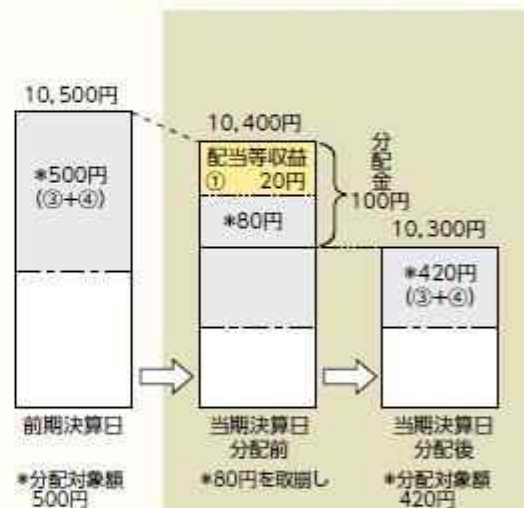 10,500円
*500円
(③+④)
前期決算日
*分配対象額
500円
10,400円
配当等収益
① 20円
*80円
分配金
100円
当期決算日
分配前
*80円を取崩し
10,300円
*420円
(③+④)
当期決算日
分配後
*分配対象額
420円